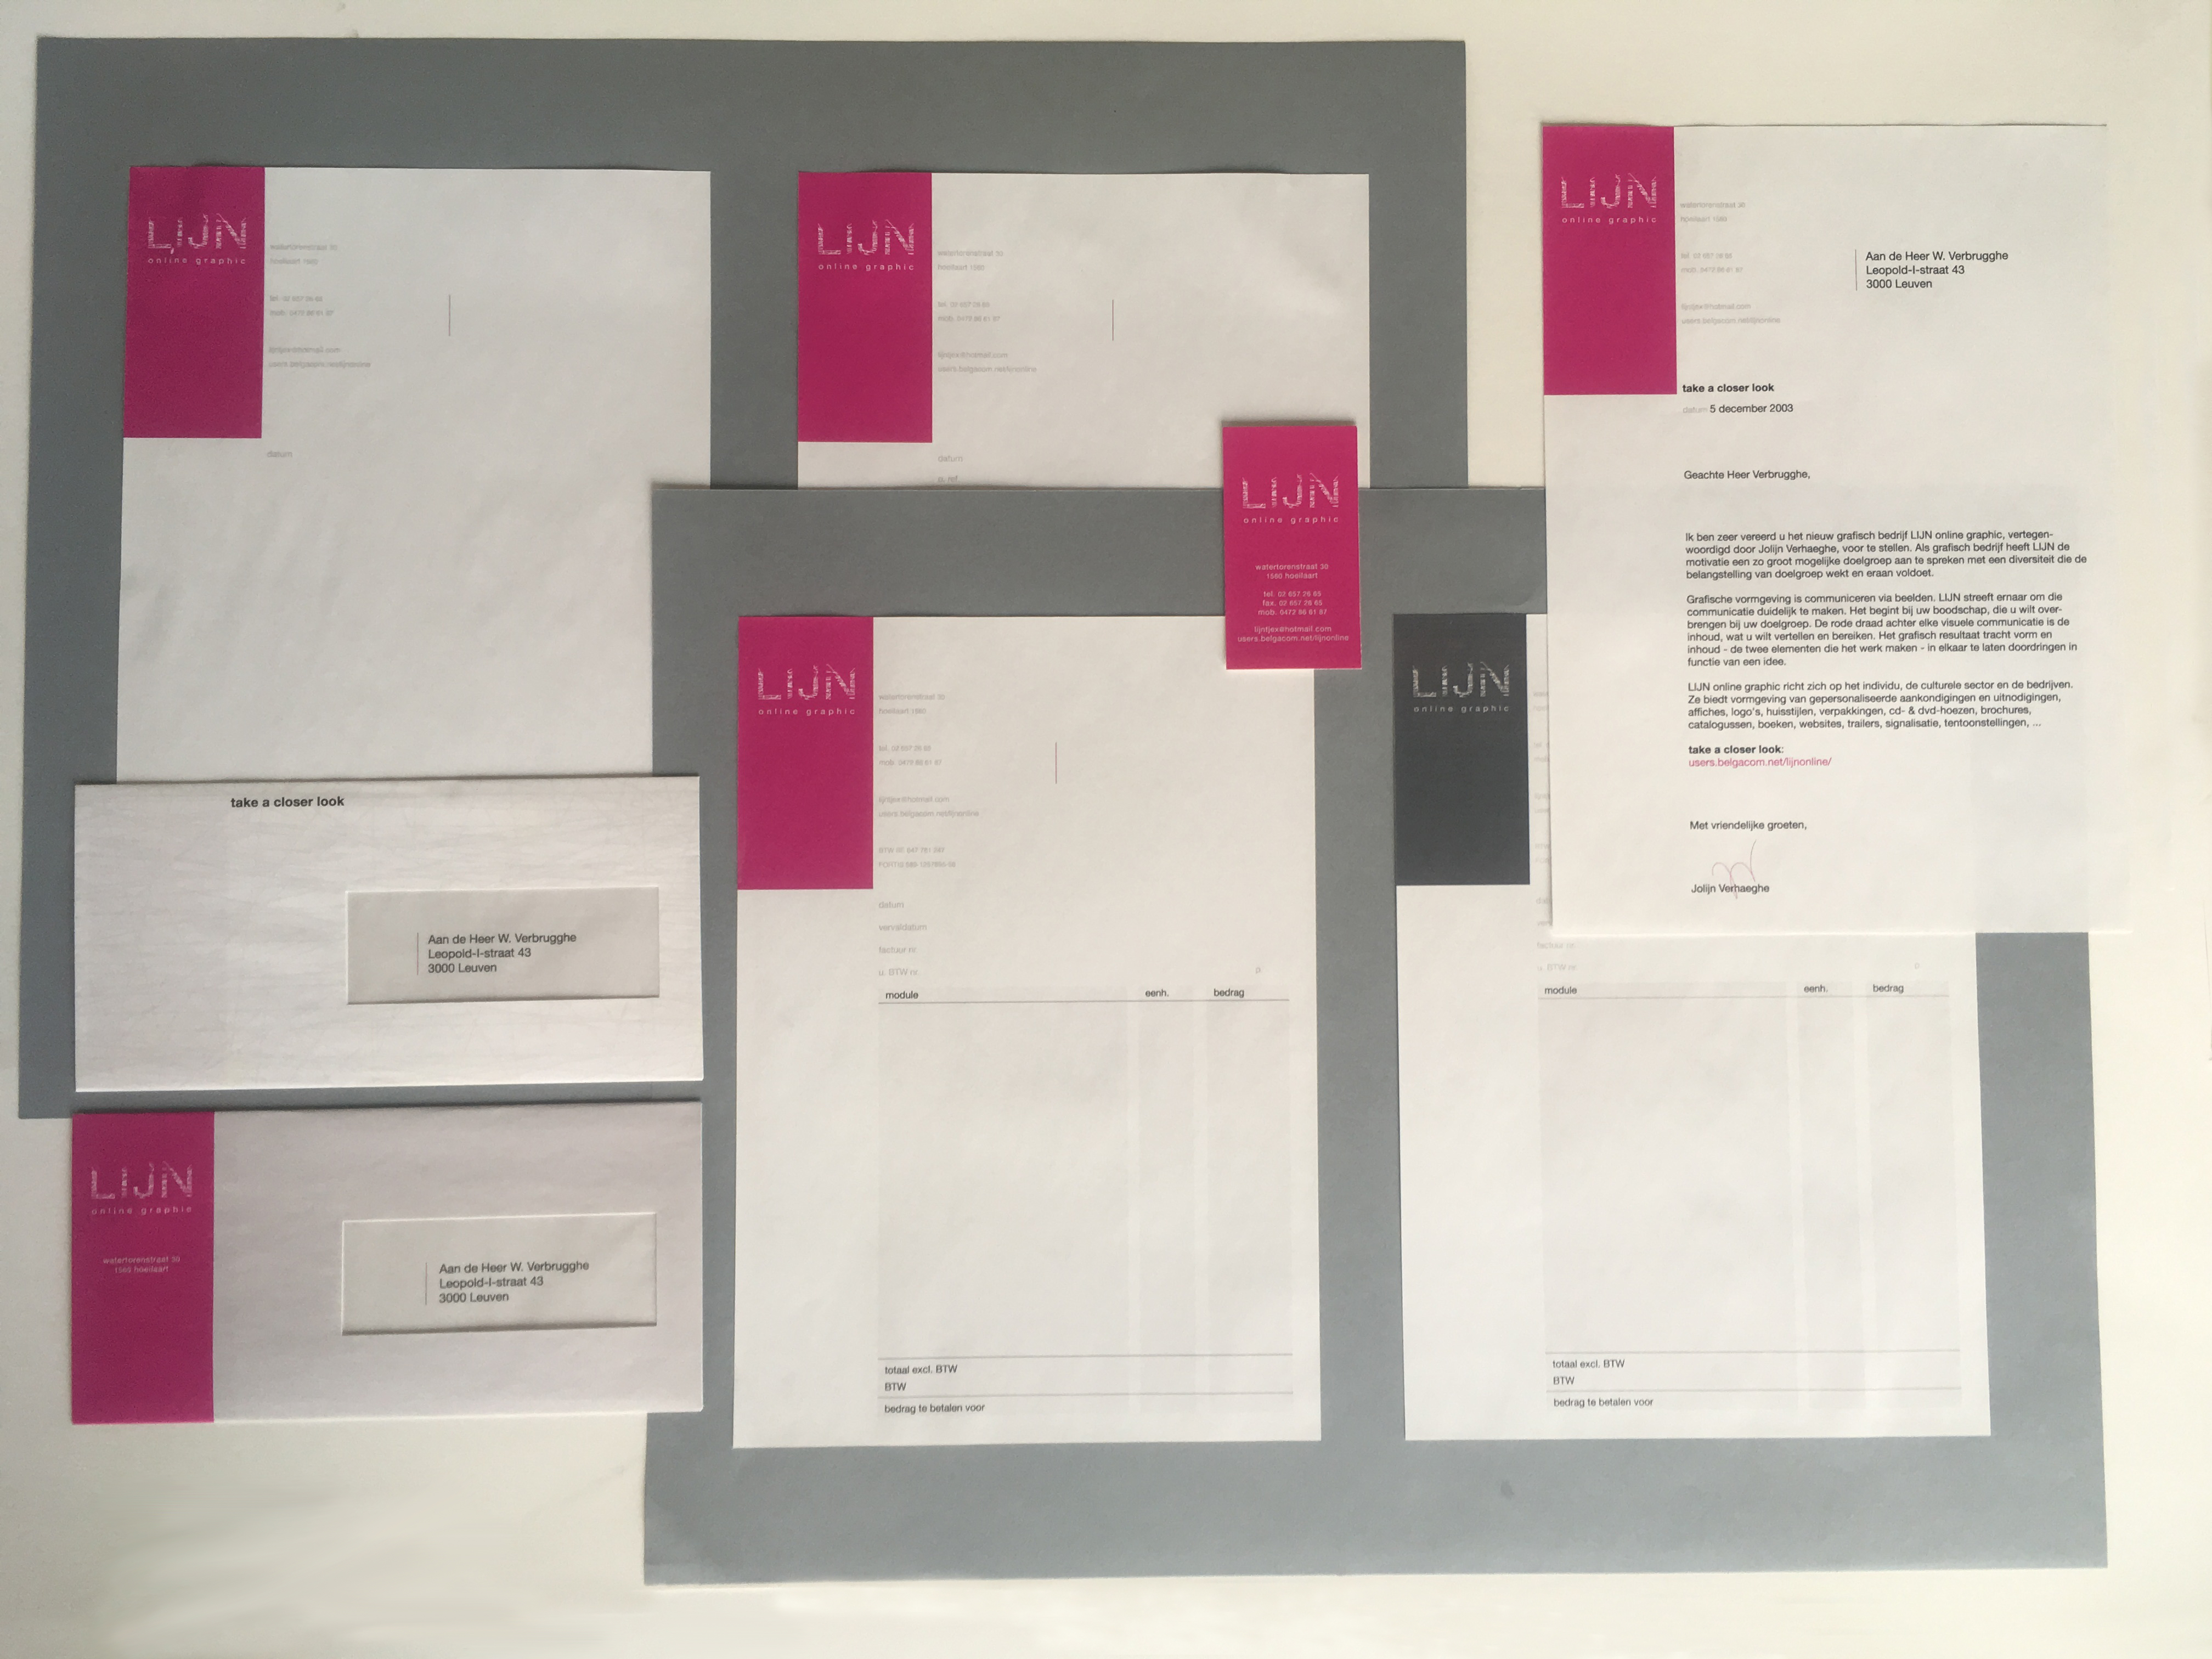 LIJN
online graphic
watertorenstraat 30
hoeilaart 1560
tel. 02 657 26 65
mob. 0472 86 61 87
lijntjex@hotmail.com
users.belgacom.net/lijnonline
datum
LIJN
online graphic
watertorenstraat 30
hoeilaart 1560
tel. 02 657 26 65
mob. 0472 86 61 87
lijntjex@hotmail.com
users.belgacom.net/lijnonline
datum
u. ref
LIJN
online graphic
watertorenstraat 30
1560 hoeilaart
tel. 02 657 26 65
fax. 02 657 26 65
mob. 0472 86 61 87
lijntjex@hotmail.com
users.belgacom.net/lijnonline
LIJN
online graphic
watertorenstraat 30
hoeilaart 1560
tel. 02 657 26 65
mob. 0472 86 61 87
lijntjex@hotmail.com
users.belgacom.net/lijnonline
Aan de Heer W. Verbrugghe
Leopold-I-straat 43
3000 Leuven
take a closer look
datum 5 december 2003
Geachte Heer Verbrugghe,
Ik ben zeer vereerd u het nieuw grafisch bedrijf LIJN online graphic, vertegen-
woordigd door Jolijn Verhaeghe, voor te stellen. Als grafisch bedrijf heeft LIJN de
motivatie een zo groot mogelijke doelgroep aan te spreken met een diversiteit die de
belangstelling van doelgroep wekt en eraan voldoet.
Grafische vormgeving is communiceren via beelden. LIJN streeft ernaar om die
communicatie duidelijk te maken. Het begint bij uw boodschap, die u wilt over-
brengen bij uw doelgroep. De rode draad achter elke visuele communicatie is de
inhoud, wat u wilt vertellen en bereiken. Het grafisch resultaat tracht vorm en
inhoud - de twee elementen die het werk maken - in elkaar te laten doordringen in
functie van een idee.
LIJN online graphic richt zich op het individu, de culturele sector en de bedrijven.
Ze biedt vormgeving van gepersonaliseerde aankondigingen en uitnodigingen,
affiches, logo's, huisstijlen, verpakkingen, cd- & dvd-hoezen, brochures,
catalogussen, boeken, websites, trailers, signalisatie, tentoonstellingen, ...
take a closer look:
users.belgacom.net/lijnonline/
Met vriendelijke groeten,
Jolijn Verhaeghe
take a closer look
Aan de Heer W. Verbrugghe
Leopold-I-straat 43
3000 Leuven
LIJN
online graphic
watertorenstraat 30
1560 hoeilaart
Aan de Heer W. Verbrugghe
Leopold-I-straat 43
3000 Leuven
LIJN
online graphic
watertorenstraat 30
hoeilaart 1560
tel. 02 657 26 65
mob. 0472 86 61 87
lijntjex@hotmail.com
users.belgacom.net/lijnonline
datum
vervaldatum
factuur nr.
u. BTW nr.
p
module eenh. bedrag
totaal excl. BTW
BTW
bedrag te betalen voor
LIJN
online graphic
factuur nr.
u. BTW nr.
p
module eenh. bedrag
totaal excl. BTW
BTW
bedrag te betalen voor